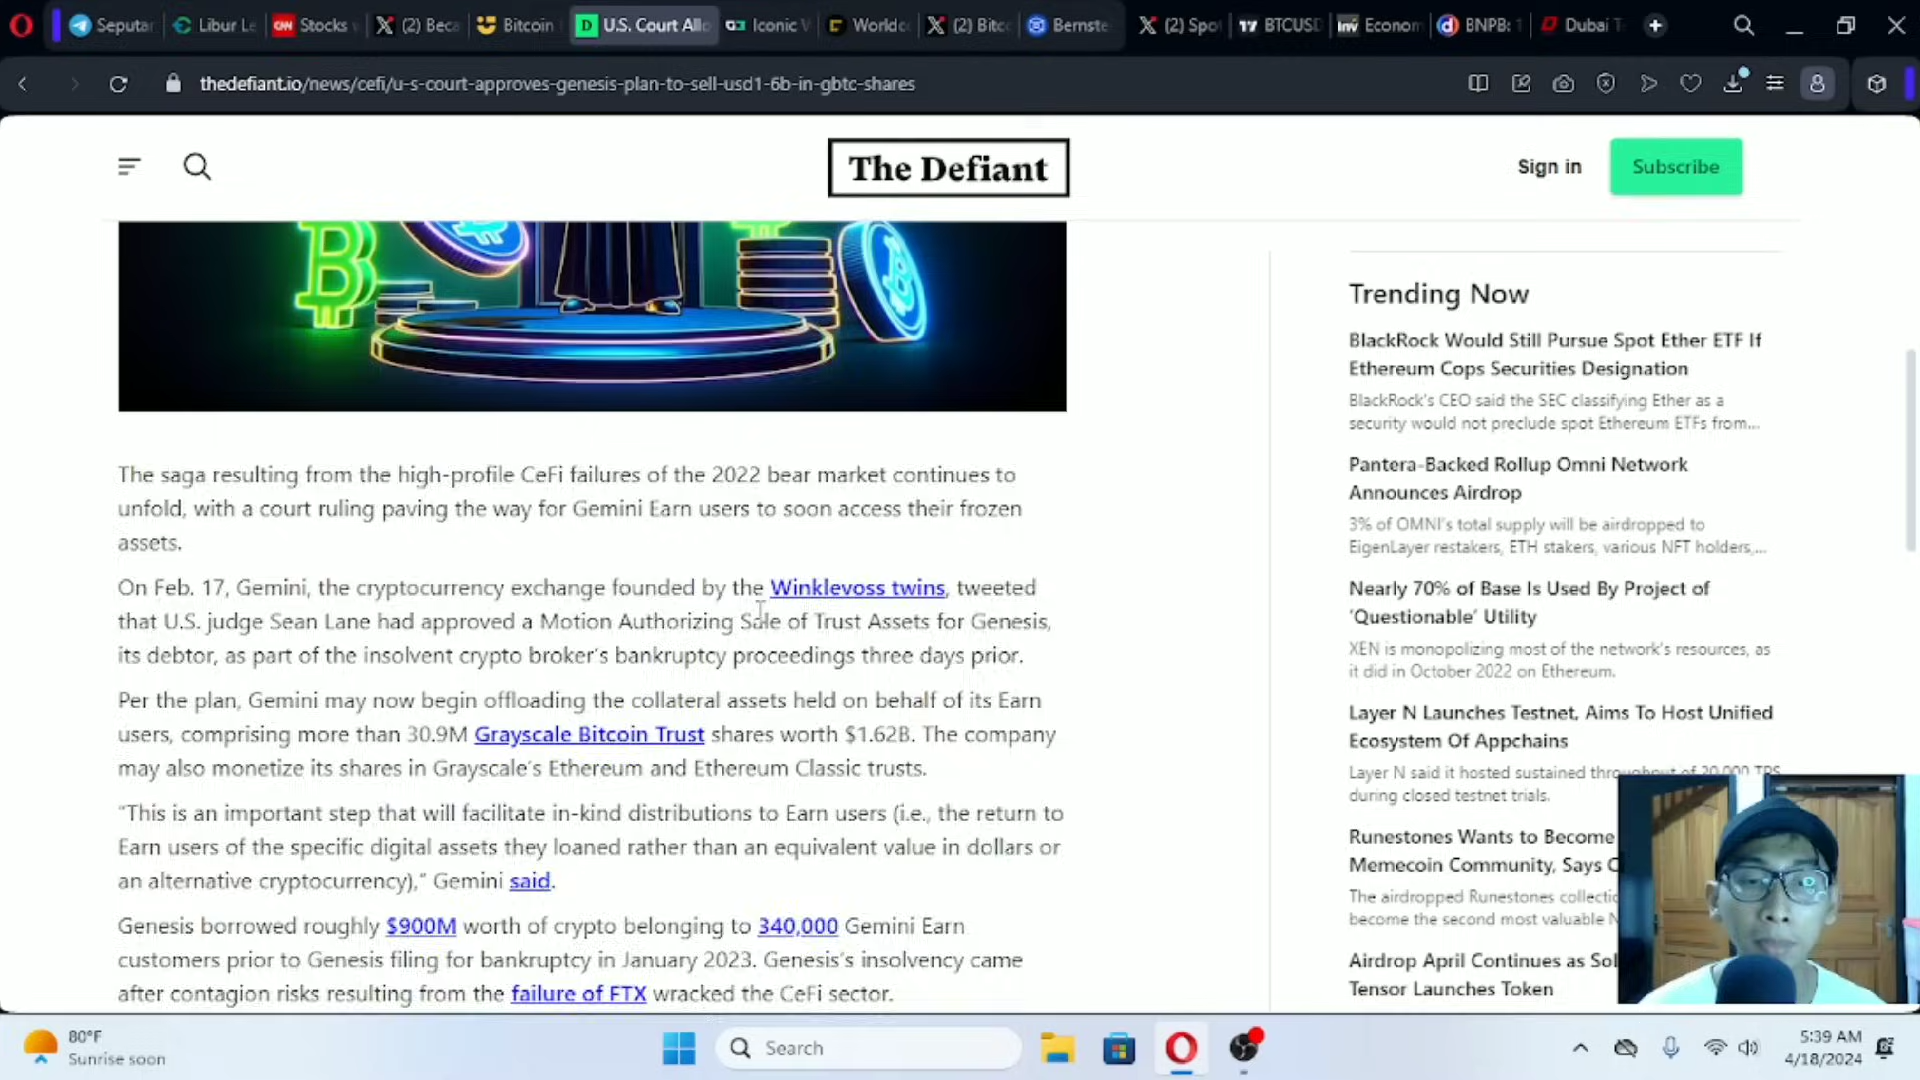 Seputar
Libur Le
CNN Stocks
X (2) Beca
Bitcoin
D U.S. Court Allo
Iconic V
Worldc
X (2) Bitc
Bernste
X (2) Spo
BTCUSD
Inv Econom
d BNPB: 1
Dubai T
thedefiant.io/news/cefi/u-s-court-approves-genesis-plan-to-sell-usd1-6b-in-gbtc-shares
The Defiant
Sign in
Subscribe
The saga resulting from the high-profile CeFi failures of the 2022 bear market continues to
unfold, with a court ruling paving the way for Gemini Earn users to soon access their frozen
assets.
On Feb. 17, Gemini, the cryptocurrency exchange founded by the Winklevoss twins, tweeted
that U.S. judge Sean Lane had approved a Motion Authorizing Sale of Trust Assets for Genesis,
its debtor, as part of the insolvent crypto broker's bankruptcy proceedings three days prior.
Per the plan, Gemini may now begin offloading the collateral assets held on behalf of its Earn
users, comprising more than 30.9M Grayscale Bitcoin Trust shares worth $1.62B. The company
may also monetize its shares in Grayscale's Ethereum and Ethereum Classic trusts.
“This is an important step that will facilitate in-kind distributions to Earn users (i.e., the return to
Earn users of the specific digital assets they loaned rather than an equivalent value in dollars or
an alternative cryptocurrency),” Gemini said.
Genesis borrowed roughly $900M worth of crypto belonging to 340,000 Gemini Earn
customers prior to Genesis filing for bankruptcy in January 2023. Genesis's insolvency came
after contagion risks resulting from the failure of FTX wracked the CeFi sector.
Trending Now
BlackRock Would Still Pursue Spot Ether ETF If
Ethereum Cops Securities Designation
BlackRock's CEO said the SEC classifying Ether as a
security would not preclude spot Ethereum ETFs from...
Pantera-Backed Rollup Omni Network
Announces Airdrop
3% of OMNI's total supply will be airdropped to
EigenLayer restakers, ETH stakers, various NFT holders,...
Nearly 70% of Base Is Used By Project of
‘Questionable’ Utility
XEN is monopolizing most of the network's resources, as
it did in October 2022 on Ethereum.
Layer N Launches Testnet, Aims To Host Unified
Ecosystem Of Appchains
Layer N said it hosted sustained throughput of 20,000 TPS
during closed testnet trials.
Runestones Wants to Become
Memecoin Community, Says C
The airdropped Runestones collectic
become the second most valuable N
Airdrop April Continues as Sol
Tensor Launches Token
80°F
Sunrise soon
Search
5:39 AM
4/18/2024